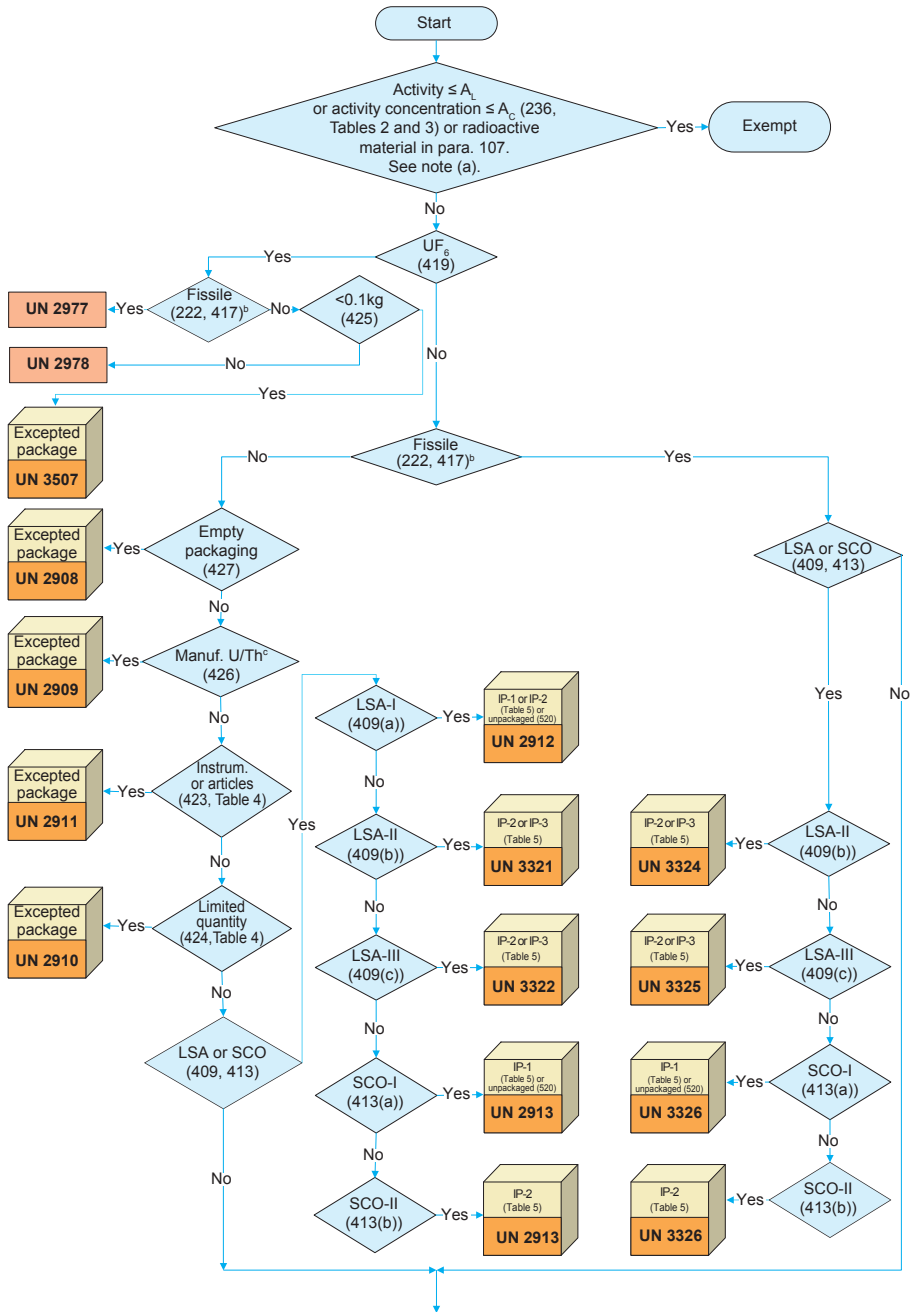 Start
Activity ≤ A_L
or activity concentration ≤ A_C (236,
Tables 2 and 3) or radioactive
material in para. 107.
See note (a).
Yes
Exempt
No
UF₆
(419)
Yes
Fissile
(222, 417)ᵇ
Yes
UN 2977
No
<0.1kg
(425)
No
UN 2978
Yes
Excepted
package
UN 3507
No
Fissile
(222, 417)ᵇ
No
Yes
Empty
packaging
(427)
Yes
Excepted
package
UN 2908
No
Manuf. U/Thᶜ
(426)
Yes
Excepted
package
UN 2909
No
Instrum.
or articles
(423, Table 4)
Yes
Excepted
package
UN 2911
No
Limited
quantity
(424,Table 4)
Yes
Excepted
package
UN 2910
No
LSA or SCO
(409, 413)
No
Yes
LSA-I
(409(a))
Yes
IP-1 or IP-2
(Table 5) or
unpackaged (520)
UN 2912
No
LSA-II
(409(b))
Yes
IP-2 or IP-3
(Table 5)
UN 3321
No
LSA-III
(409(c))
Yes
IP-2 or IP-3
(Table 5)
UN 3322
No
SCO-I
(413(a))
Yes
IP-1
(Table 5) or
unpackaged (520)
UN 2913
No
SCO-II
(413(b))
Yes
IP-2
(Table 5)
UN 2913
LSA or SCO
(409, 413)
Yes
No
LSA-II
(409(b))
Yes
IP-2 or IP-3
(Table 5)
UN 3324
No
LSA-III
(409(c))
Yes
IP-2 or IP-3
(Table 5)
UN 3325
No
SCO-I
(413(a))
Yes
IP-1
(Table 5) or
unpackaged (520)
UN 3326
No
SCO-II
(413(b))
Yes
IP-2
(Table 5)
UN 3326